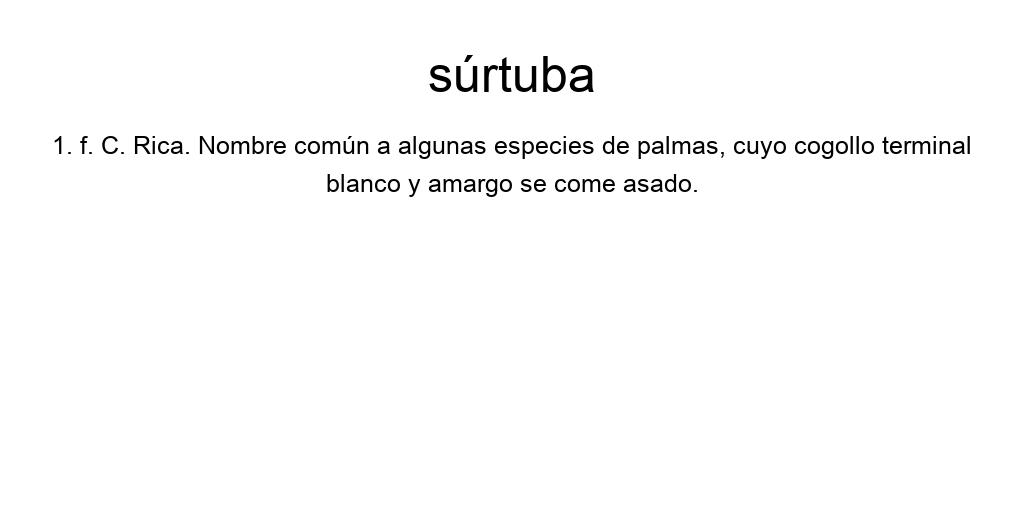 súrtuba
1. f. C. Rica. Nombre común a algunas especies de palmas, cuyo cogollo terminal
blanco y amargo se come asado.